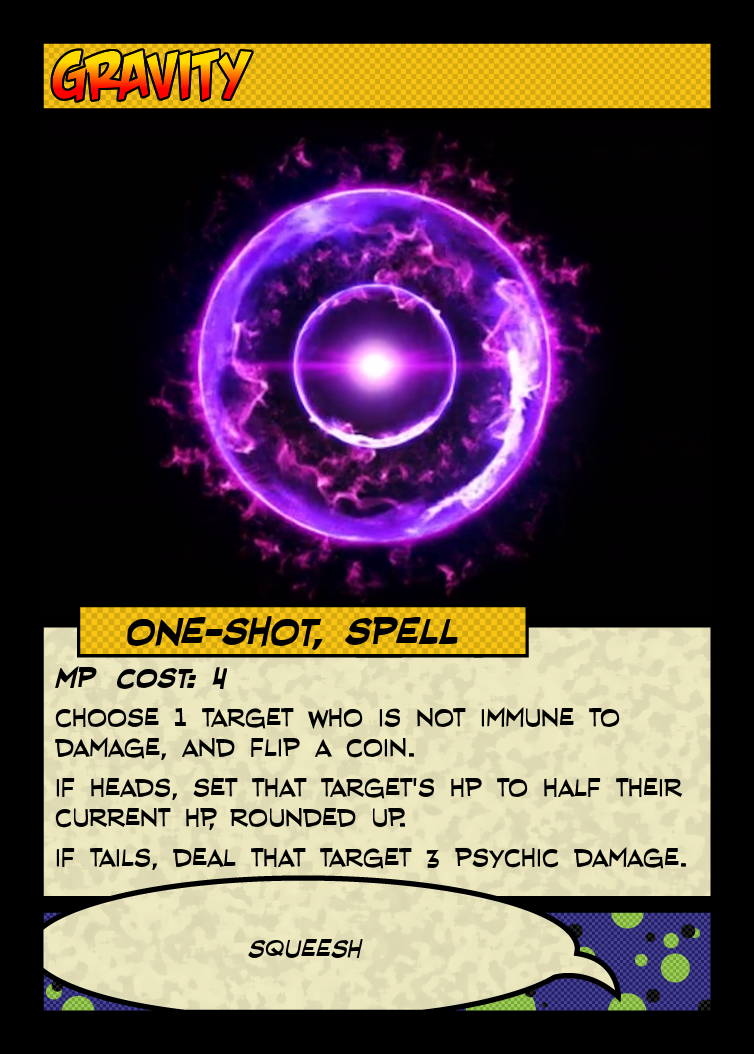 GRAVITY
ONE-SHOT, SPELL
MP COST: 4
CHOOSE 1 TARGET WHO IS NOT IMMUNE TO
DAMAGE, AND FLIP A COIN.
IF HEADS, SET THAT TARGET'S HP TO HALF THEIR
CURRENT HP, ROUNDED UP.
IF TAILS, DEAL THAT TARGET 3 PSYCHIC DAMAGE.
SQUEESH